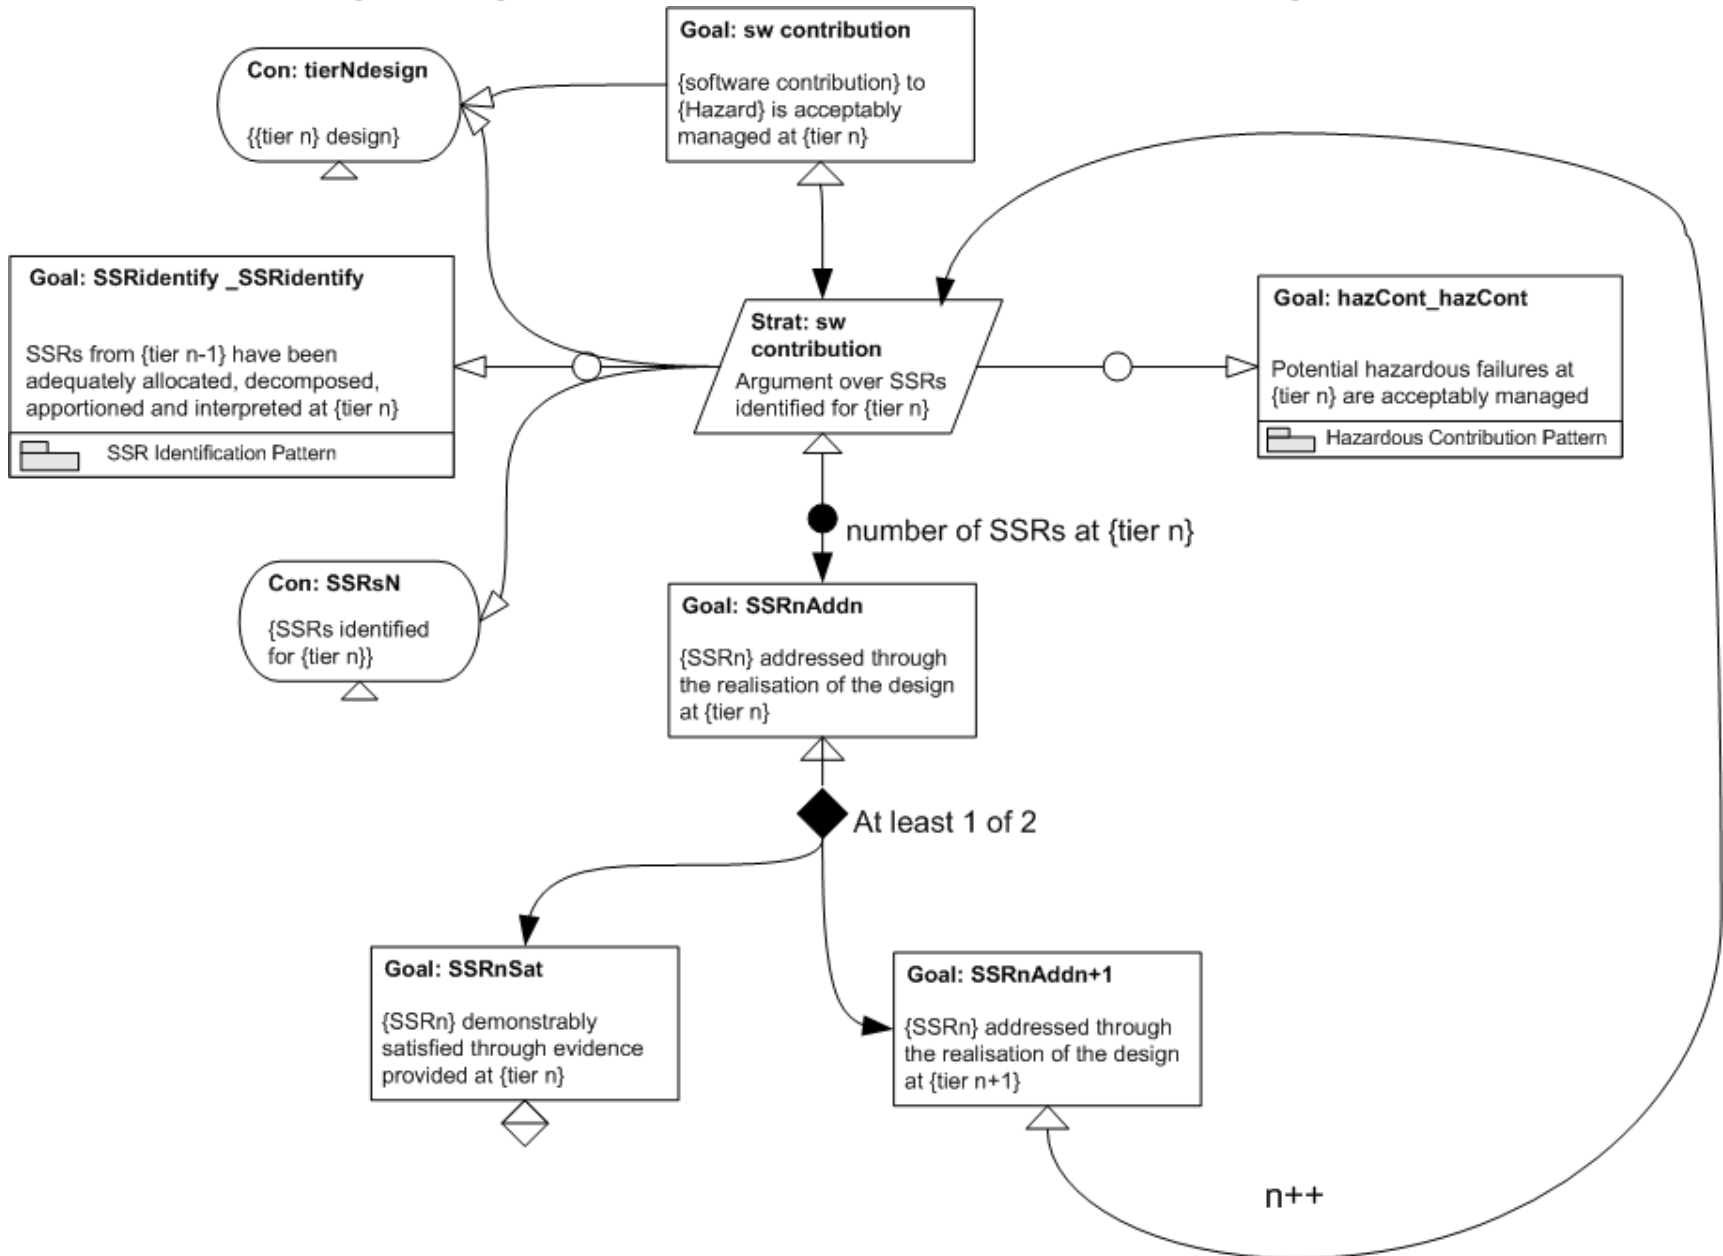 Goal: sw contribution
{software contribution} to
{Hazard} is acceptably
managed at {tier n}
Con: tierNdesign
{{tier n} design}
Goal: SSRidentify _SSRidentify
SSRs from {tier n-1} have been
adequately allocated, decomposed,
apportioned and interpreted at {tier n}
SSR Identification Pattern
Strat: sw
contribution
Argument over SSRs
identified for {tier n}
Goal: hazCont_hazCont
Potential hazardous failures at
{tier n} are acceptably managed
Hazardous Contribution Pattern
number of SSRs at {tier n}
Con: SSRsN
{SSRs identified
for {tier n}}
Goal: SSRnAddn
{SSRn} addressed through
the realisation of the design
at {tier n}
At least 1 of 2
Goal: SSRnSat
{SSRn} demonstrably
satisfied through evidence
provided at {tier n}
Goal: SSRnAddn+1
{SSRn} addressed through
the realisation of the design
at {tier n+1}
n++